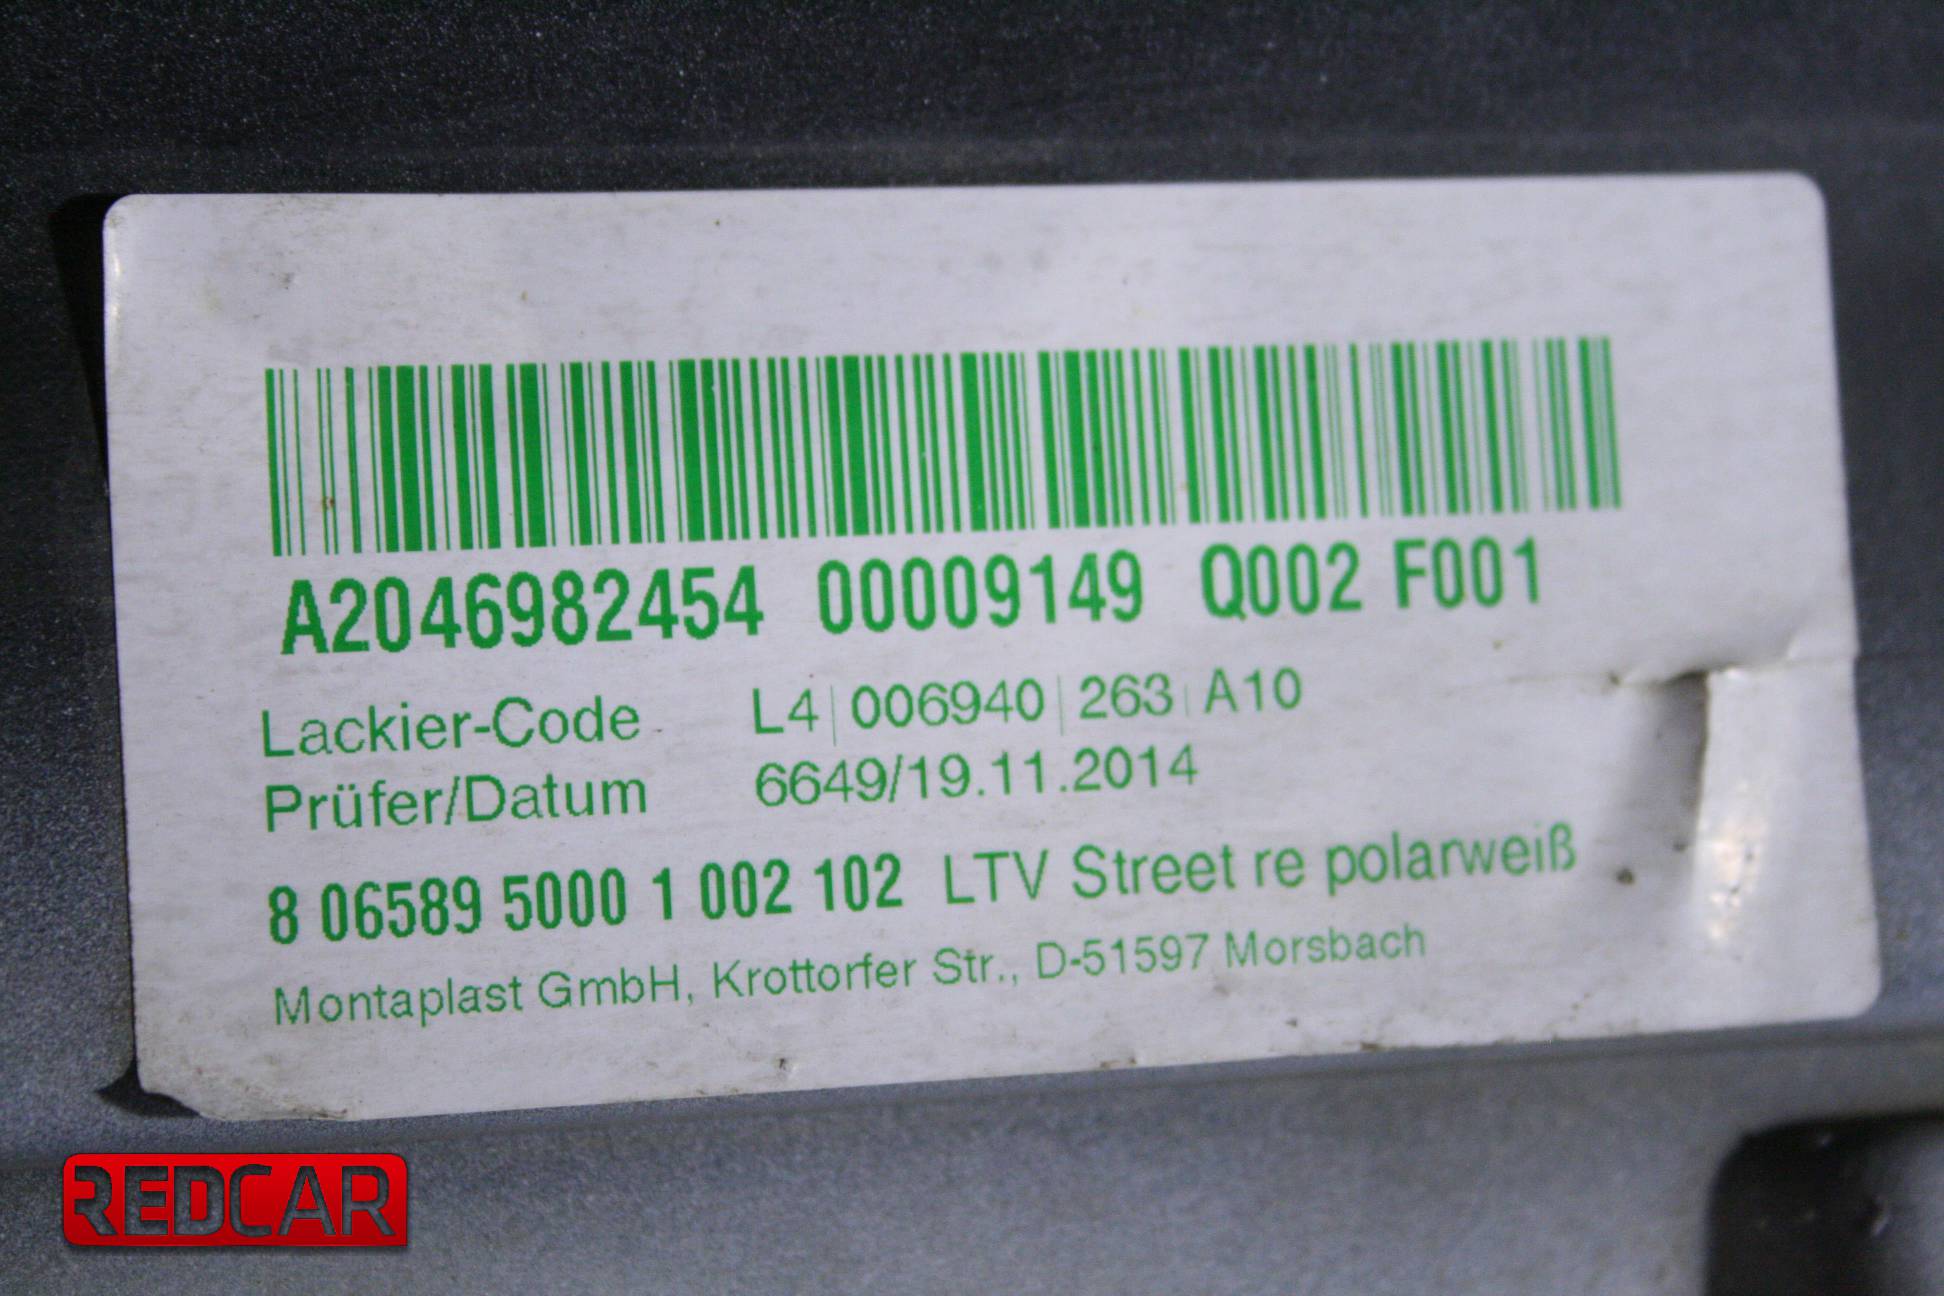 A2046982454 00009149 Q002 F001
Lackier-Code L4|006940|263|A10
Prüfer/Datum 6649/19.11.2014
8 06589 5000 1 002 102 LTV Street re polarweiß
Montaplast GmbH, Krottorfer Str., D-51597 Morsbach
REDCAR